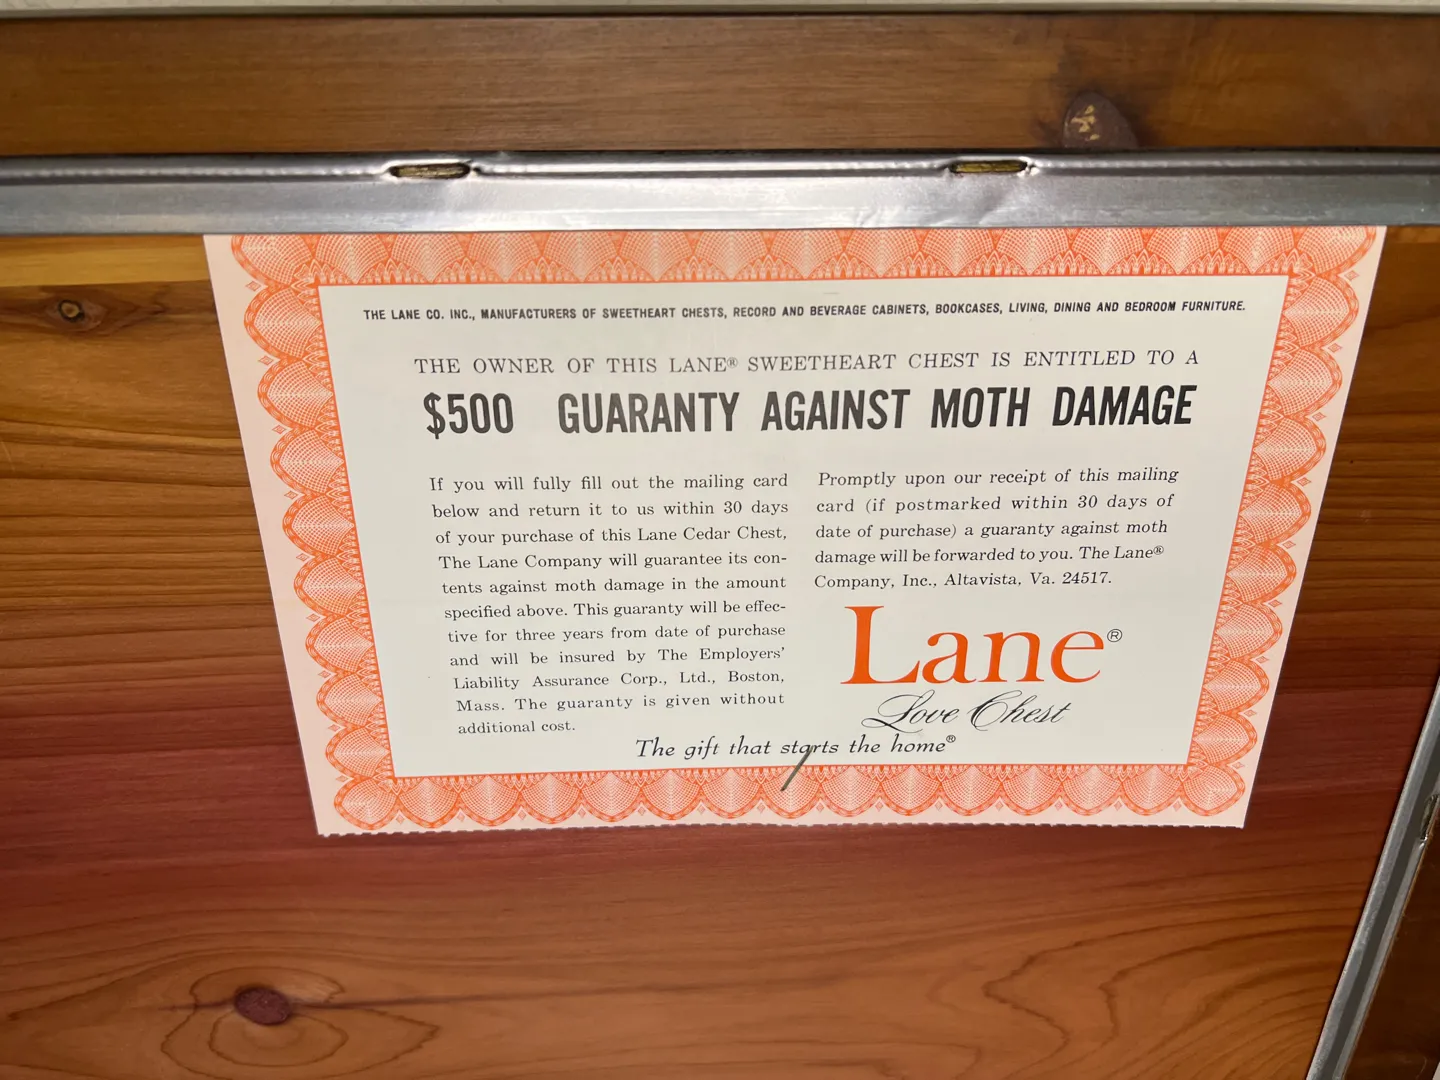 THE LANE CO. INC., MANUFACTURERS OF SWEETHEART CHESTS, RECORD AND BEVERAGE CABINETS, BOOKCASES, LIVING, DINING AND BEDROOM FURNITURE.
THE OWNER OF THIS LANE® SWEETHEART CHEST IS ENTITLED TO A
$500 GUARANTY AGAINST MOTH DAMAGE
If you will fully fill out the mailing card
below and return it to us within 30 days
of your purchase of this Lane Cedar Chest,
The Lane Company will guarantee its con-
tents against moth damage in the amount
specified above. This guaranty will be effec-
tive for three years from date of purchase
and will be insured by The Employers'
Liability Assurance Corp., Ltd., Boston,
Mass. The guaranty is given without
additional cost.
Promptly upon our receipt of this mailing
card (if postmarked within 30 days of
date of purchase) a guaranty against moth
damage will be forwarded to you. The Lane®
Company, Inc., Altavista, Va. 24517.
Lane®
Love Chest
The gift that starts the home®